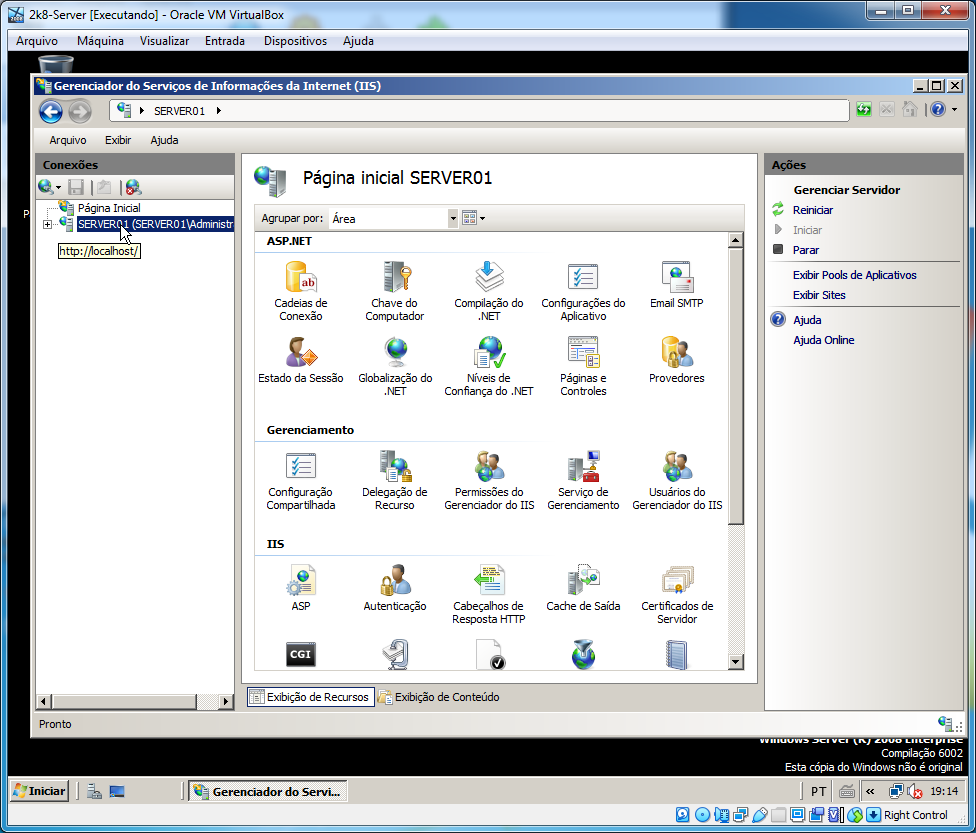 2k8-Server [Executando] - Oracle VM VirtualBox
Arquivo Máquina Visualizar Entrada Dispositivos Ajuda
Gerenciador do Serviços de Informações da Internet (IIS)
SERVER01
Arquivo Exibir Ajuda
Conexões
Página Inicial
SERVER01 (SERVER01\Administr
http://localhost/
P
Página inicial SERVER01
Agrupar por: Área
ASP.NET
Cadeias de Conexão
Chave do Computador
Compilação do .NET
Configurações do Aplicativo
Email SMTP
Estado da Sessão
Globalização do .NET
Níveis de Confiança do .NET
Páginas e Controles
Provedores
Gerenciamento
Configuração Compartilhada
Delegação de Recurso
Permissões do Gerenciador do IIS
Serviço de Gerenciamento
Usuários do Gerenciador do IIS
IIS
ASP
Autenticação
Cabeçalhos de Resposta HTTP
Cache de Saída
Certificados de Servidor
CGI
Exibição de Recursos
Exibição de Conteúdo
Ações
Gerenciar Servidor
Reiniciar
Iniciar
Parar
Exibir Pools de Aplicativos
Exibir Sites
Ajuda
Ajuda Online
Pronto
Windows Server (R) 2008 Enterprise
Compilação 6002
Esta cópia do Windows não é original
Iniciar
Gerenciador do Servi...
PT
19:14
Right Control